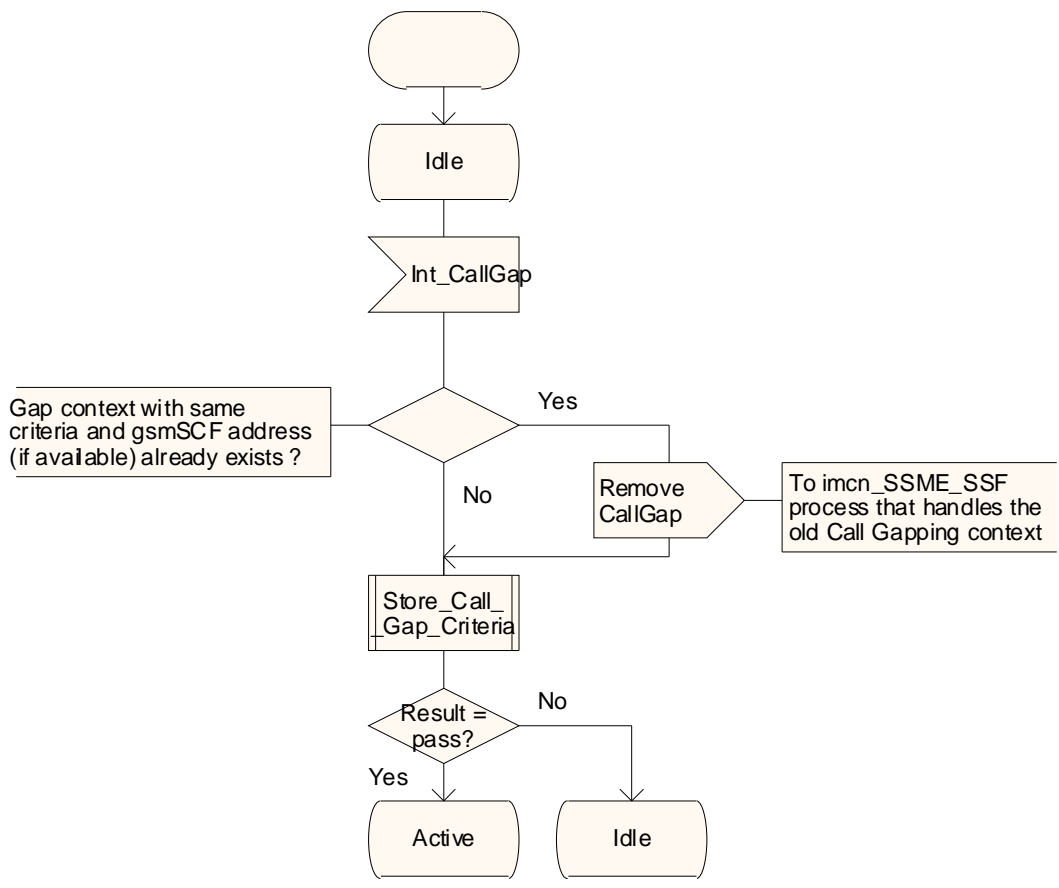 Idle
Int_CallGap
Gap context with same
criteria and gsmSCF address
(if available) already exists ?
Yes
No
Remove
CallGap
To imcn_SSME_SSF
process that handles the
old Call Gapping context
Store_Call_
_Gap_Criteria
Result =
pass?
No
Yes
Active
Idle